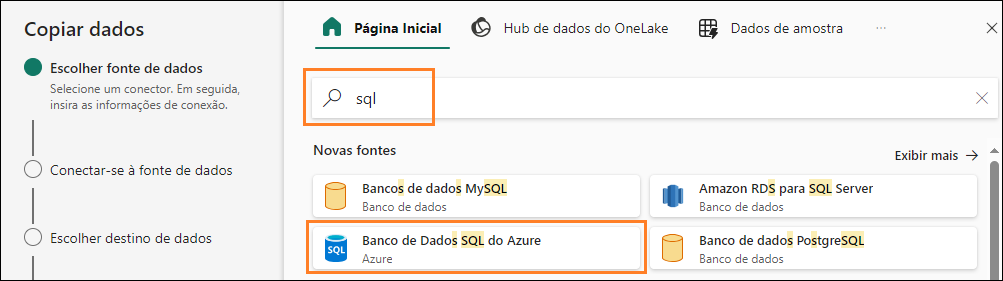 Copiar dados
Escolher fonte de dados
Selecione um conector. Em seguida,
insira as informações de conexão.
Conectar-se à fonte de dados
Escolher destino de dados
Página Inicial
Hub de dados do OneLake
Dados de amostra
...
sql
Novas fontes
Exibir mais
Bancos de dados MySQL
Banco de dados
Amazon RDS para SQL Server
Banco de dados
SQL
Banco de Dados SQL do Azure
Azure
Banco de dados PostgreSQL
Banco de dados